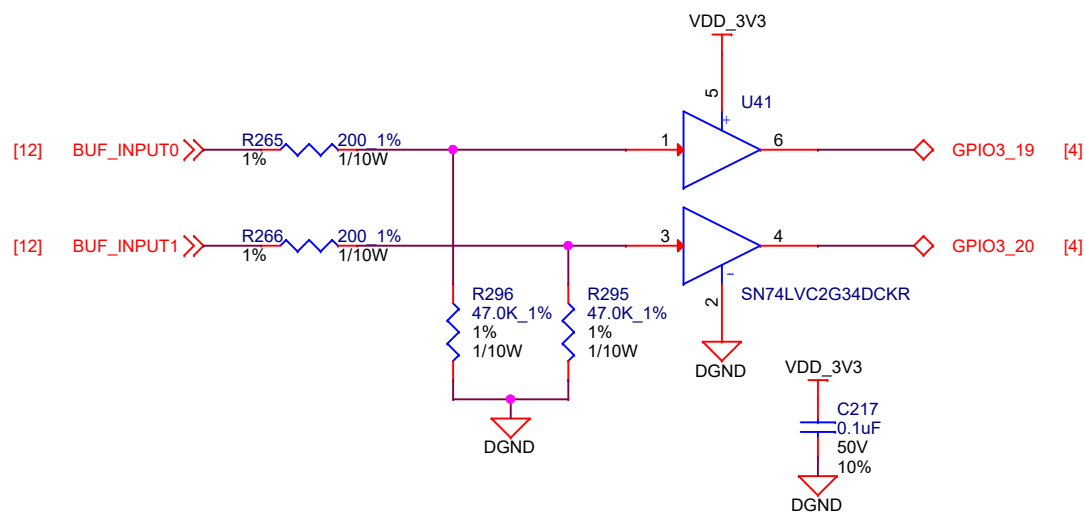 VDD_3V3
5
U41
+
[12] BUF_INPUT0 R265 200_1% 1 6 GPIO3_19 [4]
1% 1/10W
[12] BUF_INPUT1 R266 200_1% 3 4 GPIO3_20 [4]
1% 1/10W
-
2
SN74LVC2G34DCKR
R296
47.0K_1%
1%
1/10W
R295
47.0K_1%
1%
1/10W
DGND
DGND
VDD_3V3
C217
0.1uF
50V
10%
DGND